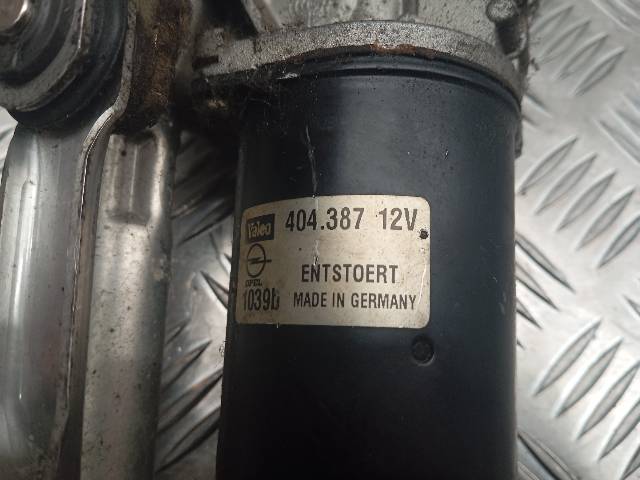 Valeo 404.387 12V
ENTSTOERT
OPEL
1039D MADE IN GERMANY